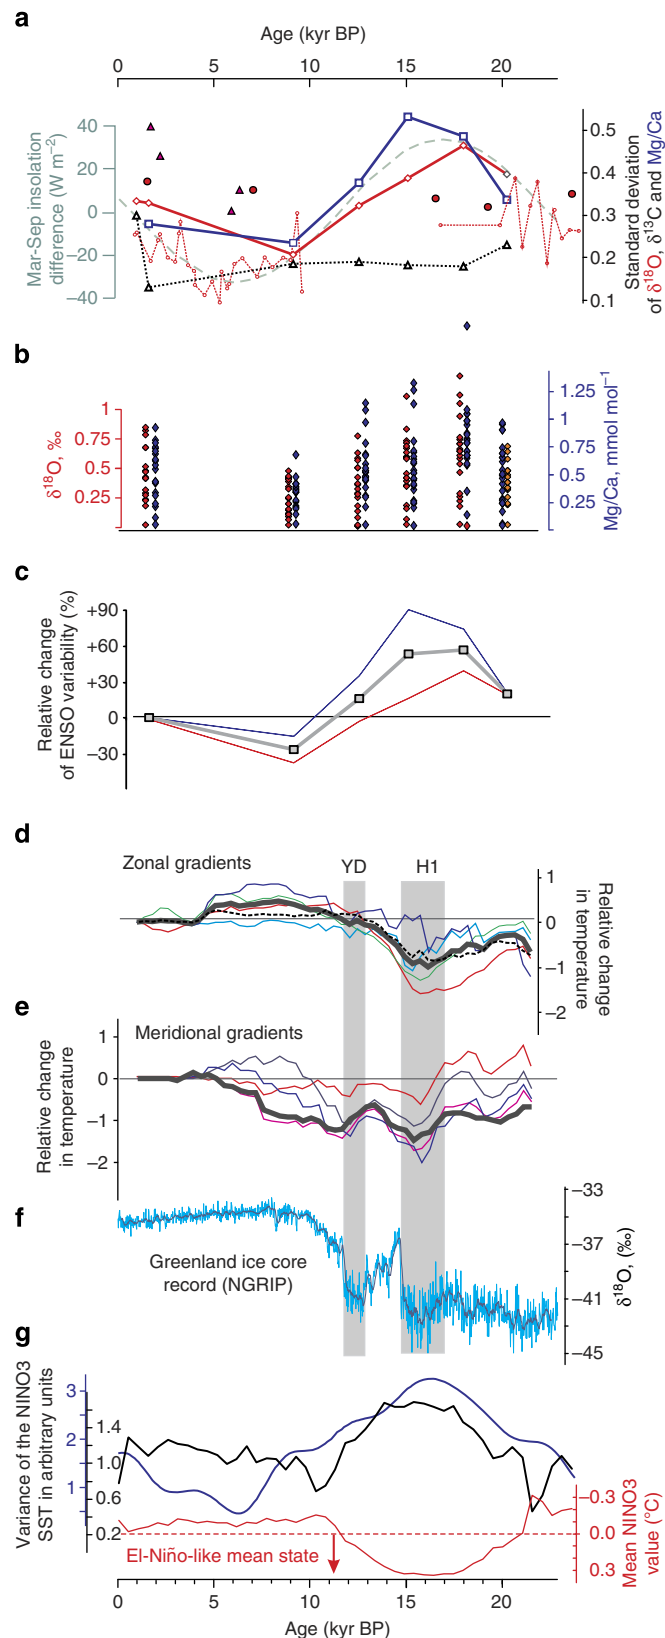 a
Age (kyr BP)
0 5 10 15 20
Mar-Sep insolation
difference (W m−2)
40
20
0
−20
−40
0.5
0.4
0.3
0.2
0.1
Standard deviation
of δ18O, δ13C and Mg/Ca
b
δ18O, ‰
1
0.75
0.5
0.25
1.25
1
0.75
0.5
0.25
Mg/Ca, mmol mol−1
c
Relative change
of ENSO variability (%)
+90
+60
+30
0
−30
d
Zonal gradients
YD
H1
1
0
−1
−2
Relative change
in temperature
e
Meridional gradients
Relative change
in temperature
1
0
−1
−2
f
Greenland ice core
record (NGRIP)
−33
−37
−41
−45
δ18O, (‰)
g
Variance of the NINO3
SST in arbitrary units
3
2
1
1.4
1.0
0.6
0.2
−0.3
0.0
0.3
Mean NINO3
value (°C)
El-Niño-like mean state
0 5 10 15 20
Age (kyr BP)